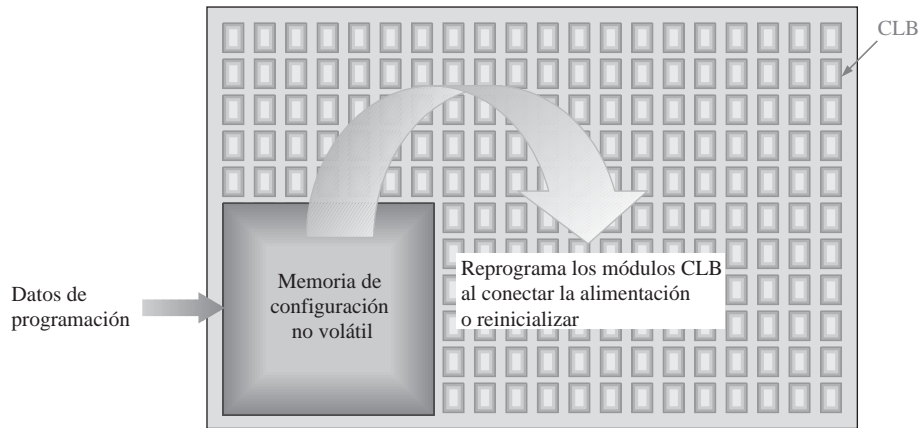 CLB
Memoria de
configuración
no volátil
Reprograma los módulos CLB
al conectar la alimentación
o reinicializar
Datos de
programación